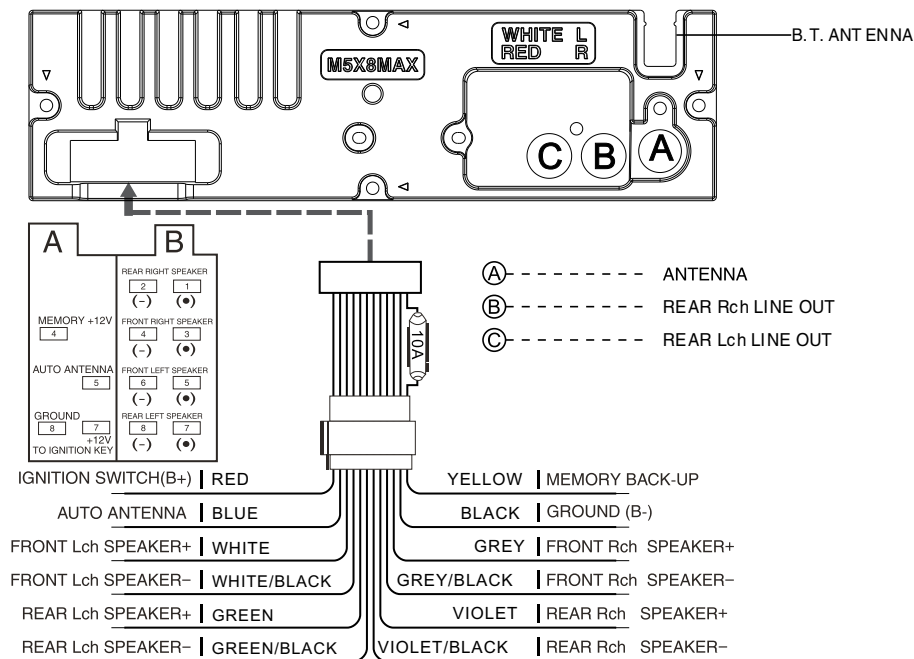 WHITE L
RED R
B.T. ANTENNA
M5X8MAX
C B A
A B
REAR RIGHT SPEAKER
2 1
(-) (•)
MEMORY +12V FRONT RIGHT SPEAKER
4 4 3
(-) (•)
AUTO ANTENNA FRONT LEFT SPEAKER
5 6 5
(-) (•)
GROUND REAR LEFT SPEAKER
8 7 8 7
+12V (-) (•)
TO IGNITION KEY
10A
A ANTENNA
B REAR Rch LINE OUT
C REAR Lch LINE OUT
IGNITION SWITCH(B+) RED YELLOW MEMORY BACK-UP
AUTO ANTENNA BLUE BLACK GROUND (B-)
FRONT Lch SPEAKER+ WHITE GREY FRONT Rch SPEAKER+
FRONT Lch SPEAKER- WHITE/BLACK GREY/BLACK FRONT Rch SPEAKER-
REAR Lch SPEAKER+ GREEN VIOLET REAR Rch SPEAKER+
REAR Lch SPEAKER- GREEN/BLACK VIOLET/BLACK REAR Rch SPEAKER-